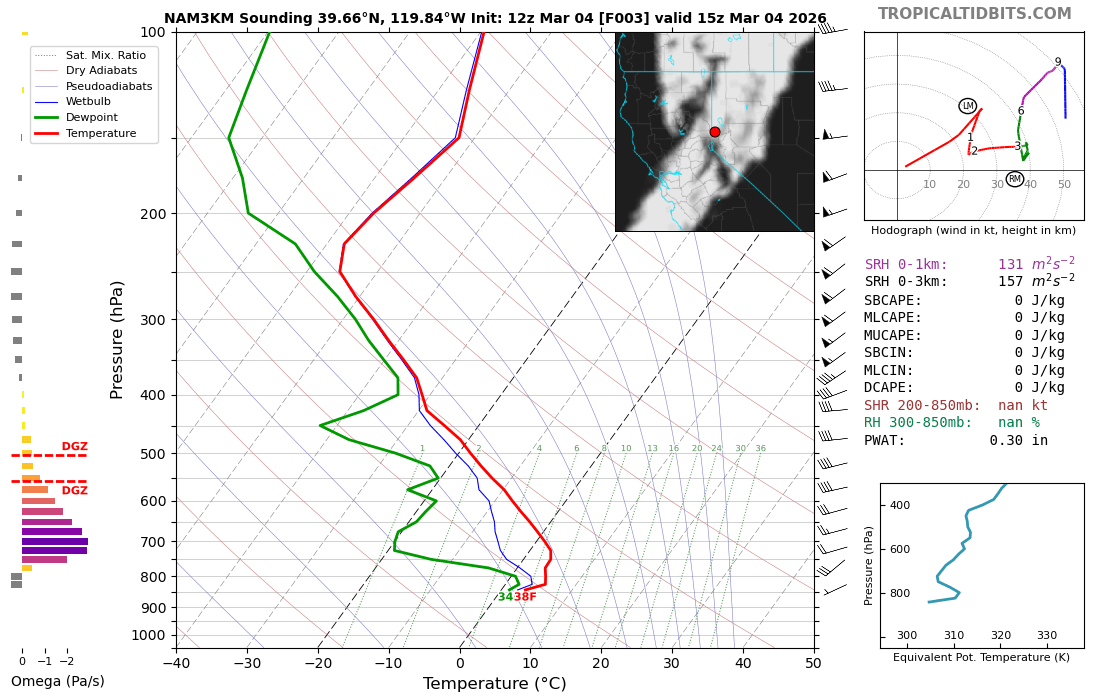 NAM3KM Sounding 39.66°N, 119.84°W Init: 12z Mar 04 [F003] valid 15z Mar 04 2026
TROPICALTIDBITS.COM
Sat. Mix. Ratio
Dry Adiabats
Pseudoadiabats
Wetbulb
Dewpoint
Temperature
100
200
300
400
500
600
700
800
900
1000
Pressure (hPa)
−40 −30 −20 −10 0 10 20 30 40 50
Temperature (°C)
1 2 4 6 8 10 13 16 20 24 30 36
34 38F
DGZ
DGZ
0 −1 −2
Omega (Pa/s)
LM
RM
1
2
3
6
9
10 20 30 40 50
Hodograph (wind in kt, height in km)
SRH 0-1km: 131 m²s⁻²
SRH 0-3km: 157 m²s⁻²
SBCAPE: 0 J/kg
MLCAPE: 0 J/kg
MUCAPE: 0 J/kg
SBCIN: 0 J/kg
MLCIN: 0 J/kg
DCAPE: 0 J/kg
SHR 200-850mb: nan kt
RH 300-850mb: nan %
PWAT: 0.30 in
400
600
800
Pressure (hPa)
300 310 320 330
Equivalent Pot. Temperature (K)